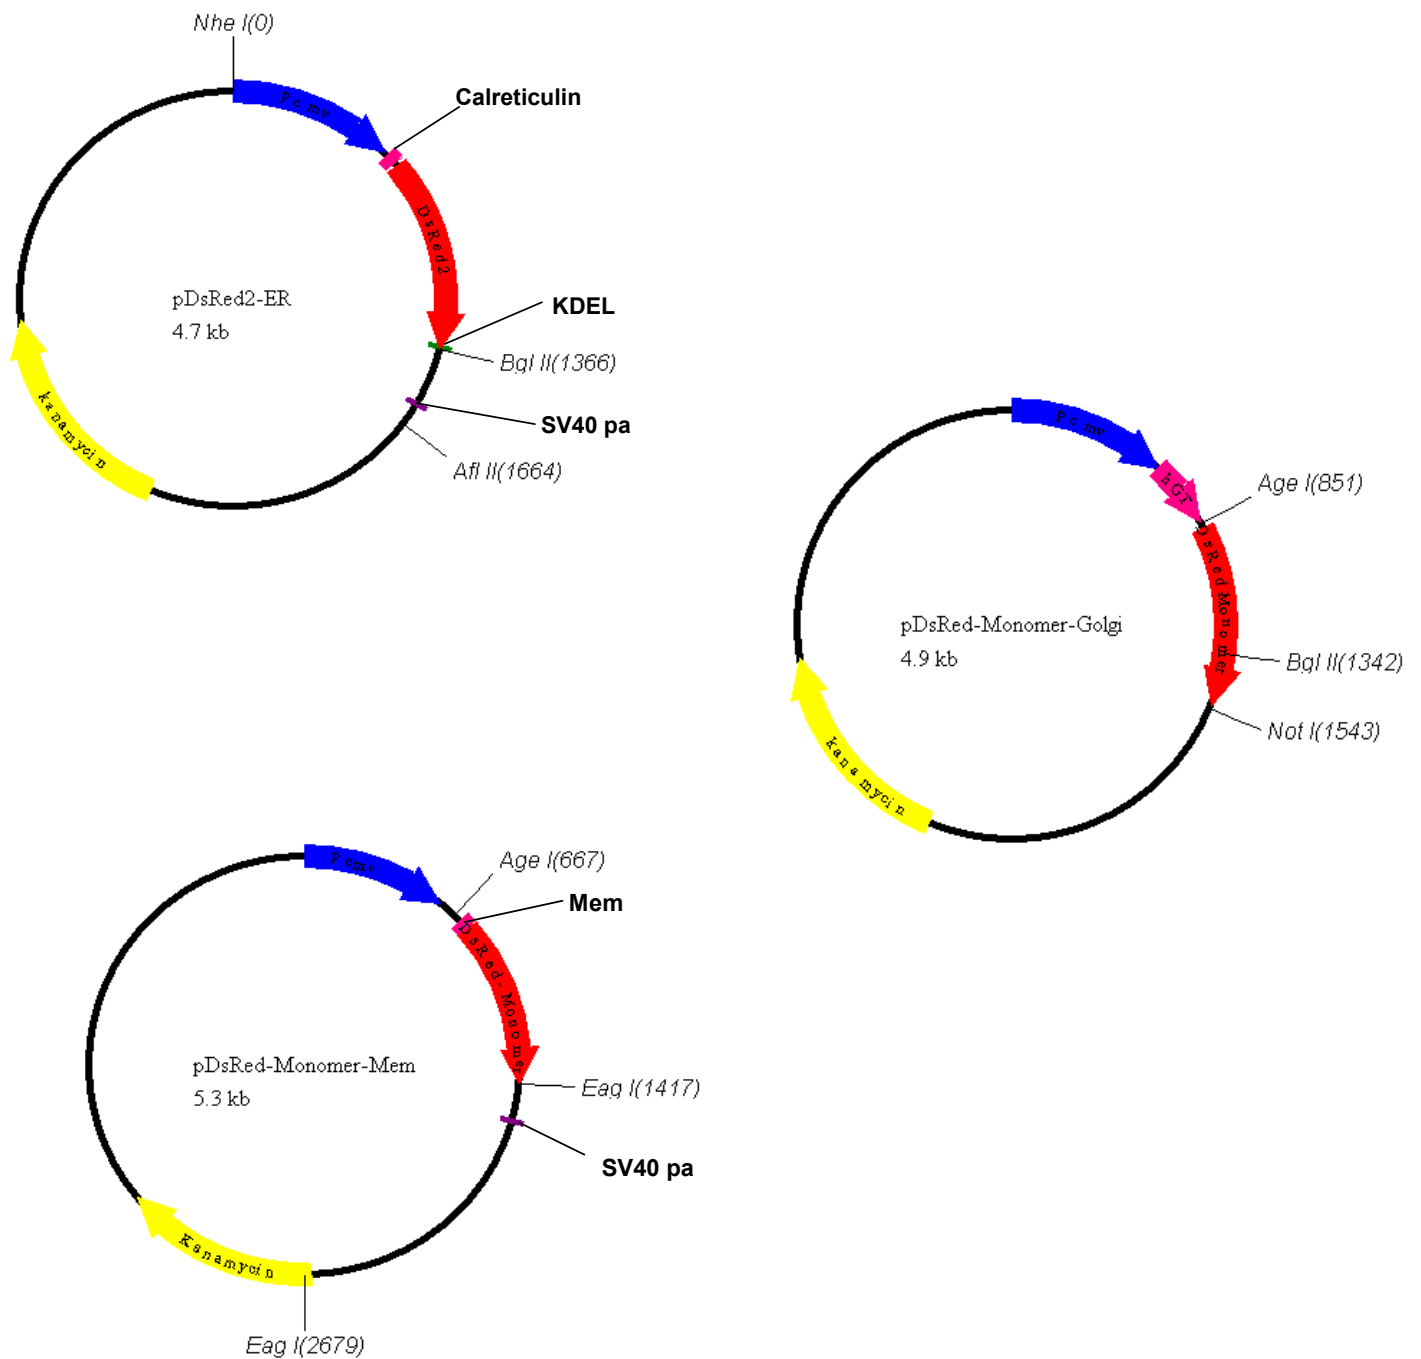 Nhe I(0)
Pcmv
Calreticulin
DsRed2
pDsRed2-ER
4.7 kb
KDEL
Bgl II(1366)
SV40 pa
Afl II(1664)
kanamycin
Pcmv
hGT
Age I(851)
DsRedMonomer
pDsRed-Monomer-Golgi
4.9 kb
Bgl II(1342)
Not I(1543)
kanamycin
Pcmv
Age I(667)
Mem
DsRed-Monomer
pDsRed-Monomer-Mem
5.3 kb
Eag I(1417)
SV40 pa
Kanamycin
Eag I(2679)